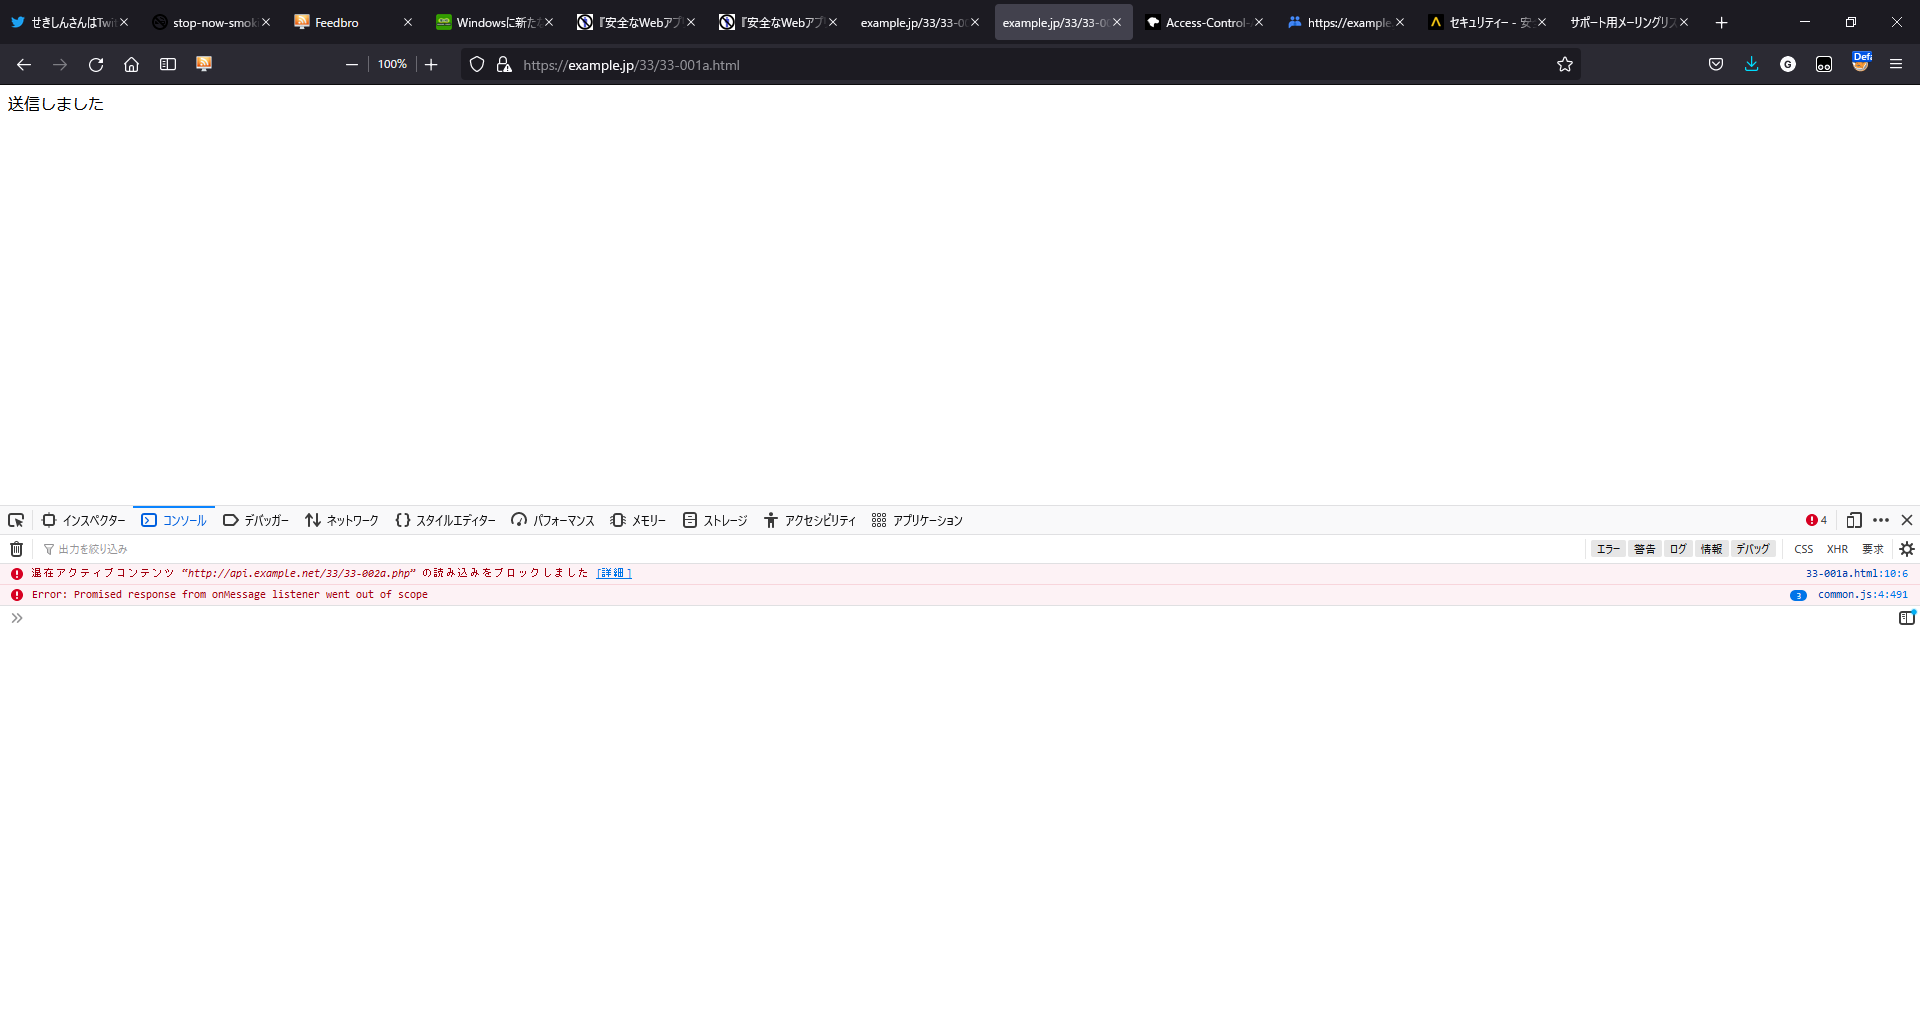 せきしんさんはTwit
stop-now-smok
Feedbro
Windowsに新たな
『安全なWebアプ
『安全なWebアプ
example.jp/33/33-00
example.jp/33/33-00
Access-Control-
https://example.
セキュリティー - 安
サポート用メーリングリス
100%
https://example.jp/33/33-001a.html
Defa
送信しました
インスペクター
コンソール
デバッガー
ネットワーク
スタイルエディター
パフォーマンス
メモリー
ストレージ
アクセシビリティ
アプリケーション
4
出力を絞り込み
エラー
警告
ログ
情報
デバッグ
CSS
XHR
要求
混在アクティブコンテンツ “http://api.example.net/33/33-002a.php” の読み込みをブロックしました [詳細]
33-001a.html:10:6
Error: Promised response from onMessage listener went out of scope
3
common.js:4:491